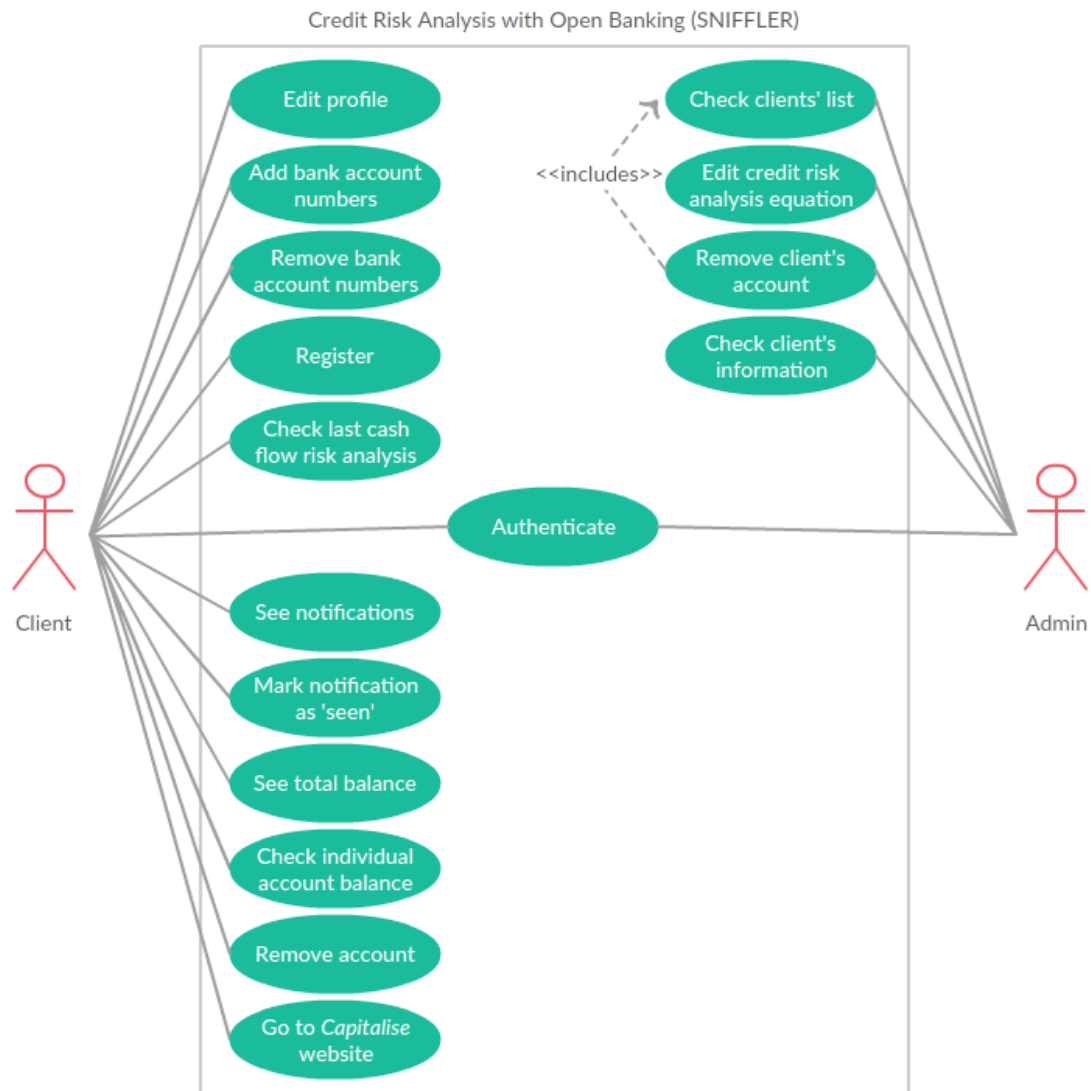 Credit Risk Analysis with Open Banking (SNIFFLER)
Edit profile
Add bank account
numbers
Remove bank
account numbers
Register
Check last cash
flow risk analysis
Check clients' list
<<includes>>
Edit credit risk
analysis equation
Remove client's
account
Check client's
information
Authenticate
Client
Admin
See notifications
Mark notification
as 'seen'
See total balance
Check individual
account balance
Remove account
Go to Capitalise
website